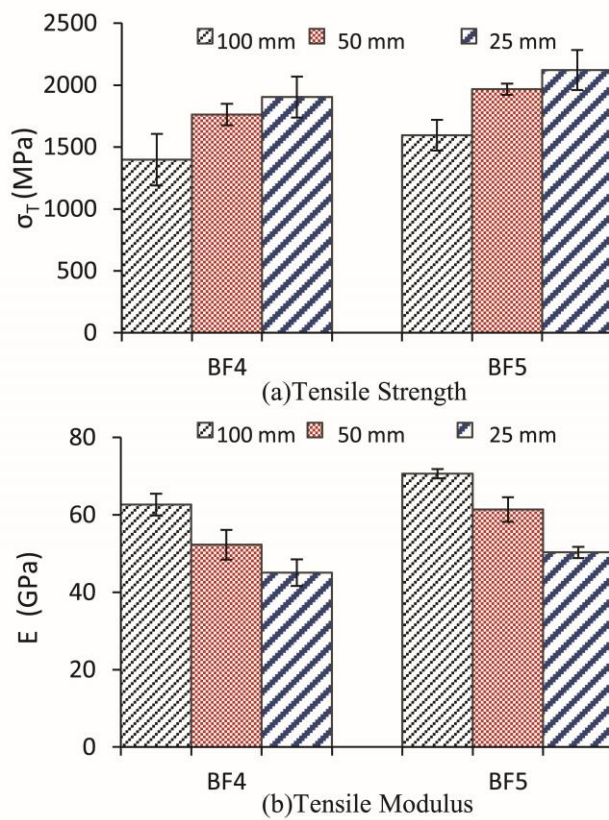 2500
100 mm 50 mm 25 mm
2000
1500
1000
500
0
σT (MPa)
BF4 BF5
(a)Tensile Strength
80
100 mm 50 mm 25 mm
60
40
20
0
E (GPa)
BF4 BF5
(b)Tensile Modulus